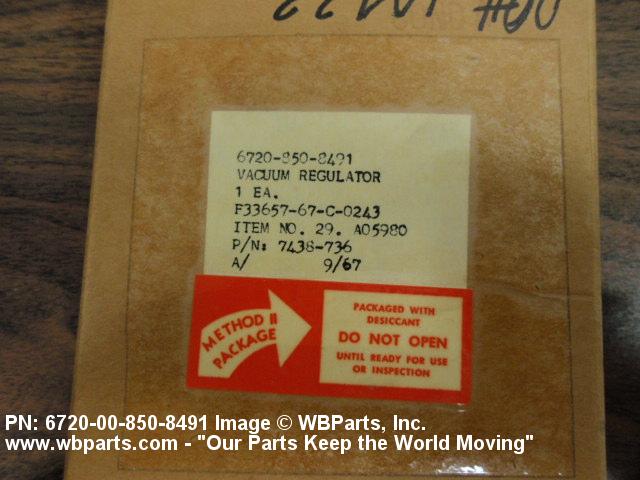 6720-850-8491
VACUUM REGULATOR
1 EA.
F33657-67-C-0243
ITEM NO. 29. A05980
P/N: 7438-736
A/ 9/67
METHOD II
PACKAGE
PACKAGED WITH
DESICCANT
DO NOT OPEN
UNTIL READY FOR USE
OR INSPECTION
PN: 6720-00-850-8491 Image © WBParts, Inc.
www.wbparts.com - "Our Parts Keep the World Moving"